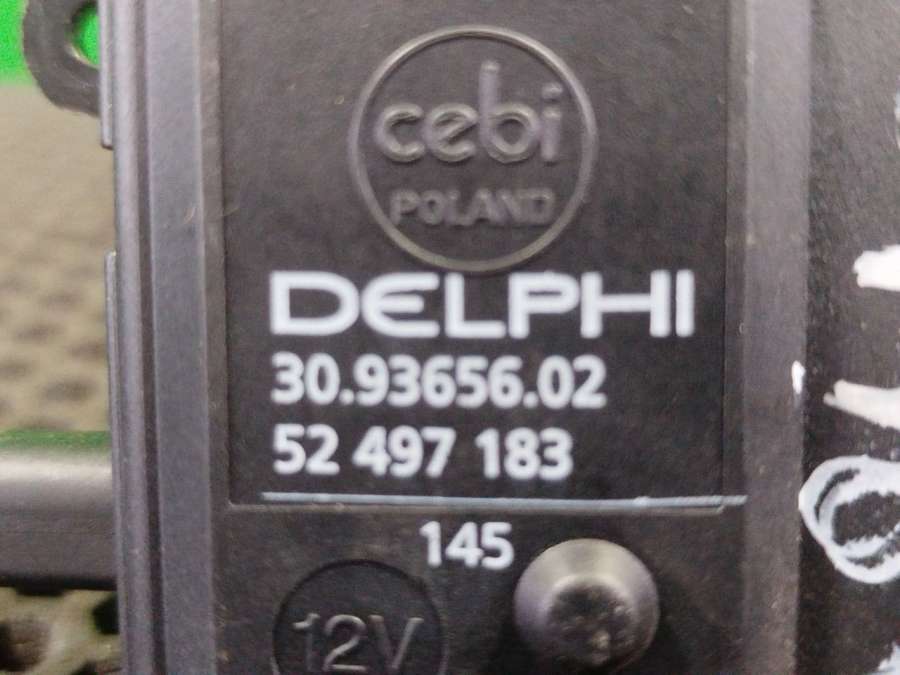 cebi
POLAND
DELPHI
30.93656.02
52 497 183
145
12V